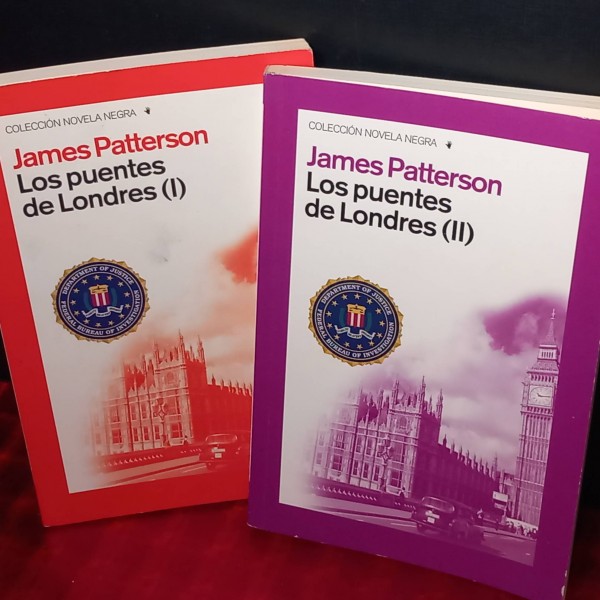 COLECCIÓN NOVELA NEGRA
James Patterson
Los puentes
de Londres (I)
DEPARTMENT OF JUSTICE
FEDERAL BUREAU OF INVESTIGATION
COLECCIÓN NOVELA NEGRA
James Patterson
Los puentes
de Londres (II)
DEPARTMENT OF JUSTICE
FEDERAL BUREAU OF INVESTIGATION